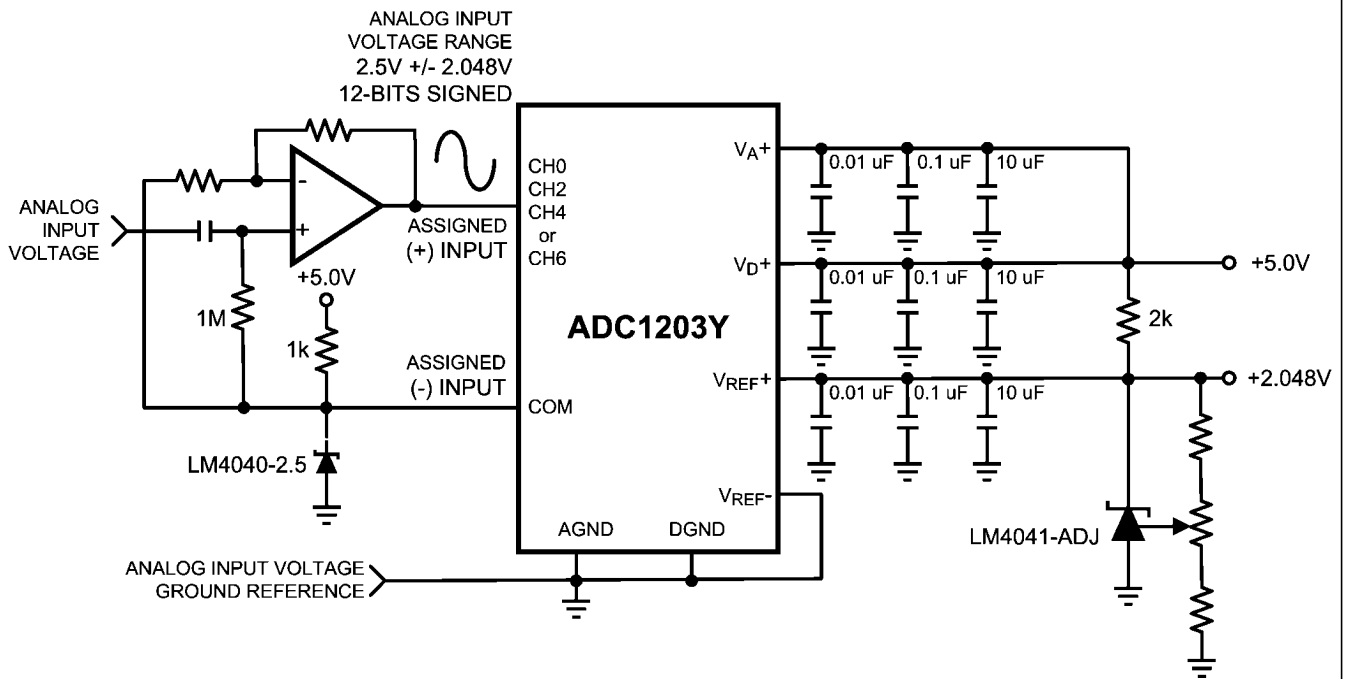 ANALOG INPUT
VOLTAGE RANGE
2.5V +/- 2.048V
12-BITS SIGNED
ANALOG
INPUT
VOLTAGE
-
+
ASSIGNED
(+) INPUT
+5.0V
1M
1k
ASSIGNED
(-) INPUT
LM4040-2.5
CH0
CH2
CH4
or
CH6
COM
ADC1203Y
AGND
DGND
ANALOG INPUT VOLTAGE
GROUND REFERENCE
VA+
0.01 uF
0.1 uF
10 uF
VD+
0.01 uF
0.1 uF
10 uF
+5.0V
2k
VREF+
0.01 uF
0.1 uF
10 uF
+2.048V
VREF-
LM4041-ADJ